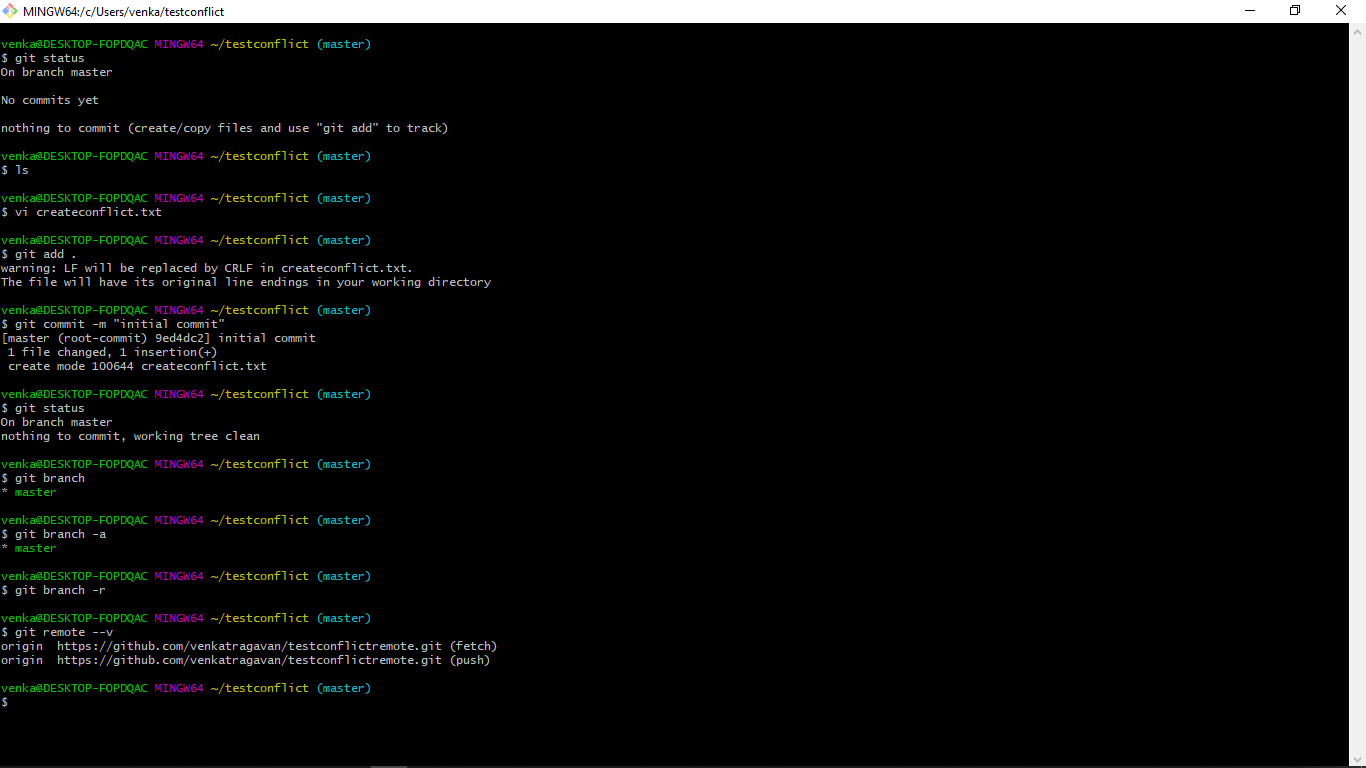 MINGW64:/c/Users/venka/testconflict
venka@DESKTOP-FOPDQAC MINGW64 ~/testconflict (master)
$ git status
On branch master
No commits yet
nothing to commit (create/copy files and use "git add" to track)
venka@DESKTOP-FOPDQAC MINGW64 ~/testconflict (master)
$ ls
venka@DESKTOP-FOPDQAC MINGW64 ~/testconflict (master)
$ vi createconflict.txt
venka@DESKTOP-FOPDQAC MINGW64 ~/testconflict (master)
$ git add .
warning: LF will be replaced by CRLF in createconflict.txt.
The file will have its original line endings in your working directory
venka@DESKTOP-FOPDQAC MINGW64 ~/testconflict (master)
$ git commit -m "initial commit"
[master (root-commit) 9ed4dc2] initial commit
1 file changed, 1 insertion(+)
create mode 100644 createconflict.txt
venka@DESKTOP-FOPDQAC MINGW64 ~/testconflict (master)
$ git status
On branch master
nothing to commit, working tree clean
venka@DESKTOP-FOPDQAC MINGW64 ~/testconflict (master)
$ git branch
* master
venka@DESKTOP-FOPDQAC MINGW64 ~/testconflict (master)
$ git branch -a
* master
venka@DESKTOP-FOPDQAC MINGW64 ~/testconflict (master)
$ git branch -r
venka@DESKTOP-FOPDQAC MINGW64 ~/testconflict (master)
$ git remote --v
origin  https://github.com/venkatragavan/testconflictremote.git (fetch)
origin  https://github.com/venkatragavan/testconflictremote.git (push)
venka@DESKTOP-FOPDQAC MINGW64 ~/testconflict (master)
$